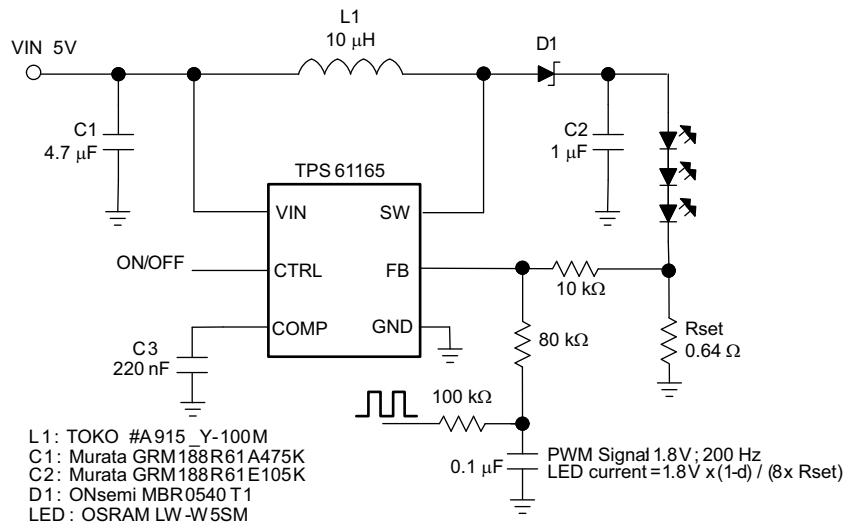 L1
10 μH
VIN 5V
D1
C1
4.7 μF
C2
1 μF
TPS 61165
VIN
SW
ON/OFF
CTRL
FB
10 kΩ
COMP
GND
Rset
0.64 Ω
C3
220 nF
80 kΩ
100 kΩ
0.1 μF
PWM Signal 1.8V; 200 Hz
LED current=1.8V x(1-d) / (8x Rset)
L1: TOKO #A915_Y-100M
C1: Murata GRM188R61A475K
C2: Murata GRM188R61E105K
D1: ONsemi MBR0540T1
LED: OSRAM LW-W5SM